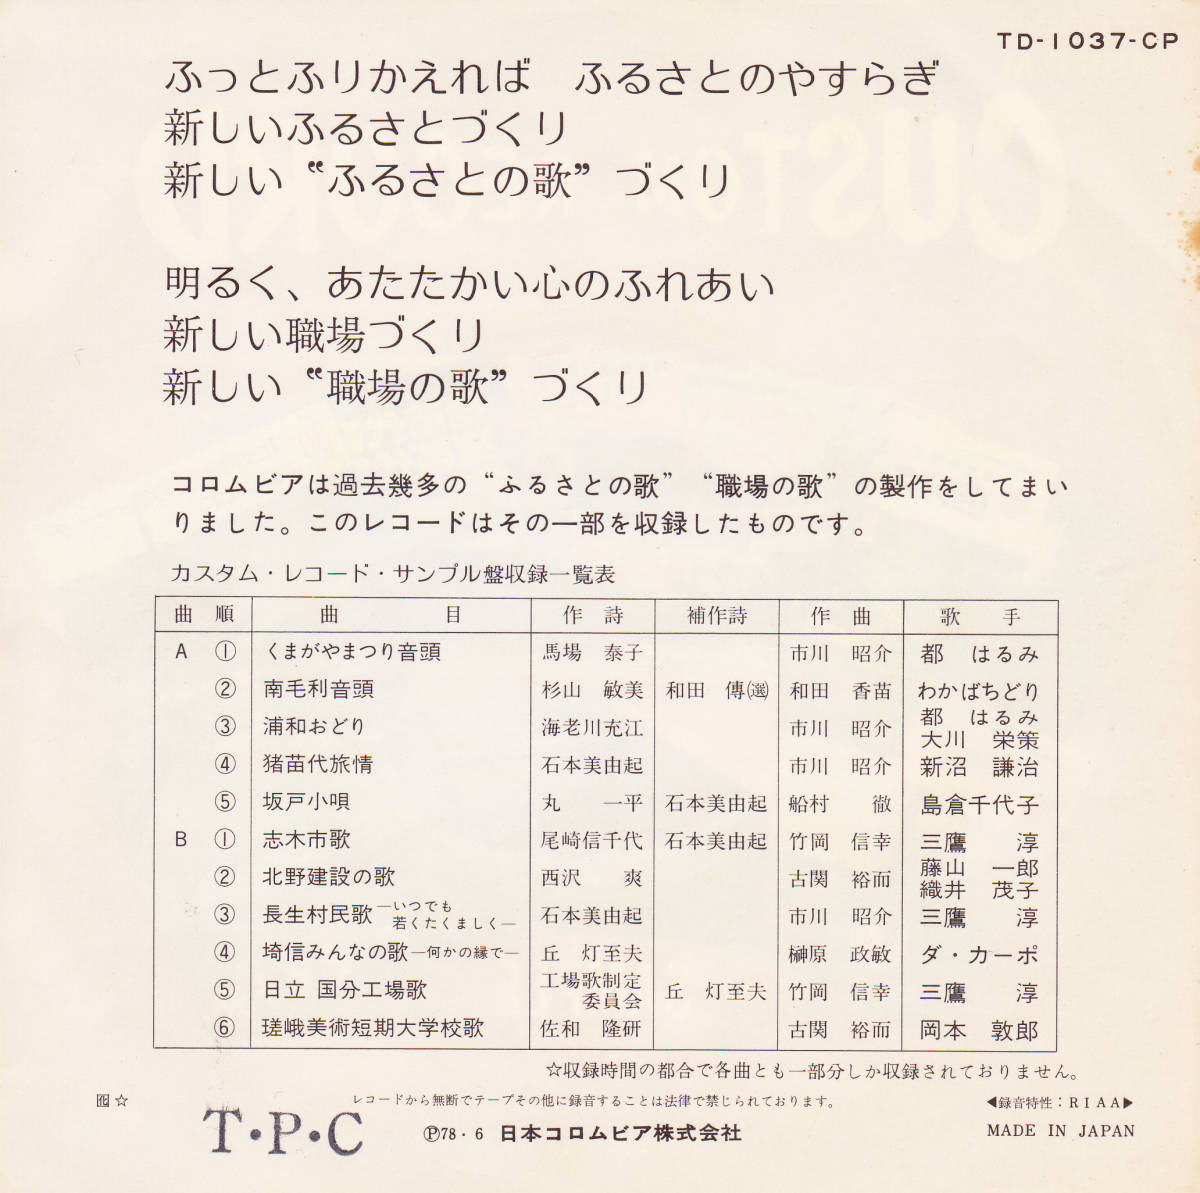 TD-1037-CP
ふっとふりかえれば　ふるさとのやすらぎ
新しいふるさとづくり
新しい“ふるさとの歌”づくり
明るく、あたたかい心のふれあい
新しい職場づくり
新しい“職場の歌”づくり
コロムビアは過去幾多の“ふるさとの歌”“職場の歌”の製作をしてまい
りました。このレコードはその一部を収録したものです。
カスタム・レコード・サンプル盤収録一覧表
曲順 曲目 作詩 補作詩 作曲 歌手
A ① くまがやまつり音頭 馬場 泰子 市川 昭介 都 はるみ
② 南毛利音頭 杉山 敏美 和田 傳(選) 和田 香苗 わかばちどり
③ 浦和おどり 海老川充江 市川 昭介 都 はるみ
大川 栄策
④ 猪苗代旅情 石本美由起 市川 昭介 新沼 謙治
⑤ 坂戸小唄 丸 一平 石本美由起 船村 徹 島倉千代子
B ① 志木市歌 尾崎信千代 石本美由起 竹岡 信幸 三鷹 淳
② 北野建設の歌 西沢 爽 古関 裕而 藤山 一郎
織井 茂子
③ 長生村民歌―いつでも
若くたくましく― 石本美由起 市川 昭介 三鷹 淳
④ 埼信みんなの歌―何かの縁で― 丘 灯至夫 榊原 政敏 ダ・カーポ
⑤ 日立 国分工場歌 工場歌制定
委員会 丘 灯至夫 竹岡 信幸 三鷹 淳
⑥ 瑳峨美術短期大学校歌 佐和 隆研 古関 裕而 岡本 敦郎
☆収録時間の都合で各曲とも一部分しか収録されておりません。
☆ レコードから無断でテープその他に録音することは法律で禁じられております。 ◀録音特性：RIAA▶
T・P・C ℗78・6 日本コロムビア株式会社 MADE IN JAPAN
CUSTOM RECORD